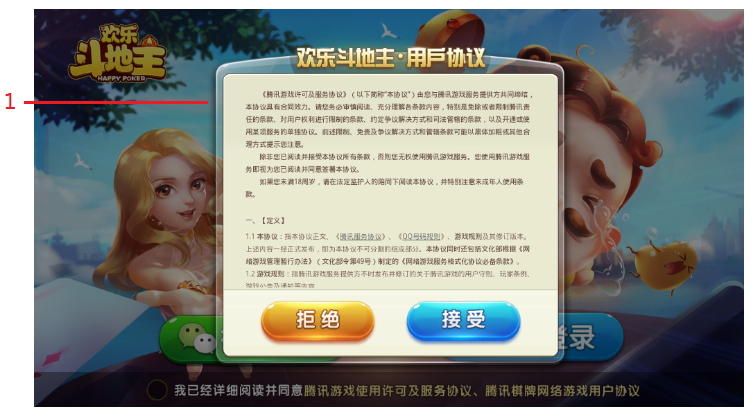 欢乐
斗地主
HAPPY POKER
欢乐斗地主·用戶协议
1
《腾讯游戏许可及服务协议》(以下简称“本协议”)由您与腾讯游戏服务提供方共同缔结,
本协议具有合同效力。请您务必审慎阅读、充分理解各条款内容,特别是免除或者限制腾讯责
任的条款、对用户权利进行限制的条款、约定争议解决方式和司法管辖的条款,以及开通或使
用某项服务的单独协议。前述限制、免责及争议解决方式和管辖条款可能以黑体加粗或其他合
理方式提示您注意。
除非您已阅读并接受本协议所有条款,否则您无权使用腾讯游戏服务。您使用腾讯游戏服
务即视为您已阅读并同意签署本协议。
如果您未满18周岁,请在法定监护人的陪同下阅读本协议,并特别注意未成年人使用条
款。
一、【定义】
1.1 本协议:指本协议正文、《腾讯服务协议》、《QQ号码规则》、游戏规则及其修订版本。
上述内容一经正式发布,即为本协议不可分割的组成部分。本协议同时还包括文化部根据《网
络游戏管理暂行办法》(文化部令第49号)制定的《网络游戏服务格式化协议必备条款》。
1.2 游戏规则:指腾讯游戏服务提供方不时发布并修订的关于腾讯游戏的用户守则、玩家条例、
游戏公告及通知等内容
拒绝
接受
登录
我已经详细阅读并同意腾讯游戏使用许可及服务协议、腾讯棋牌网络游戏用户协议